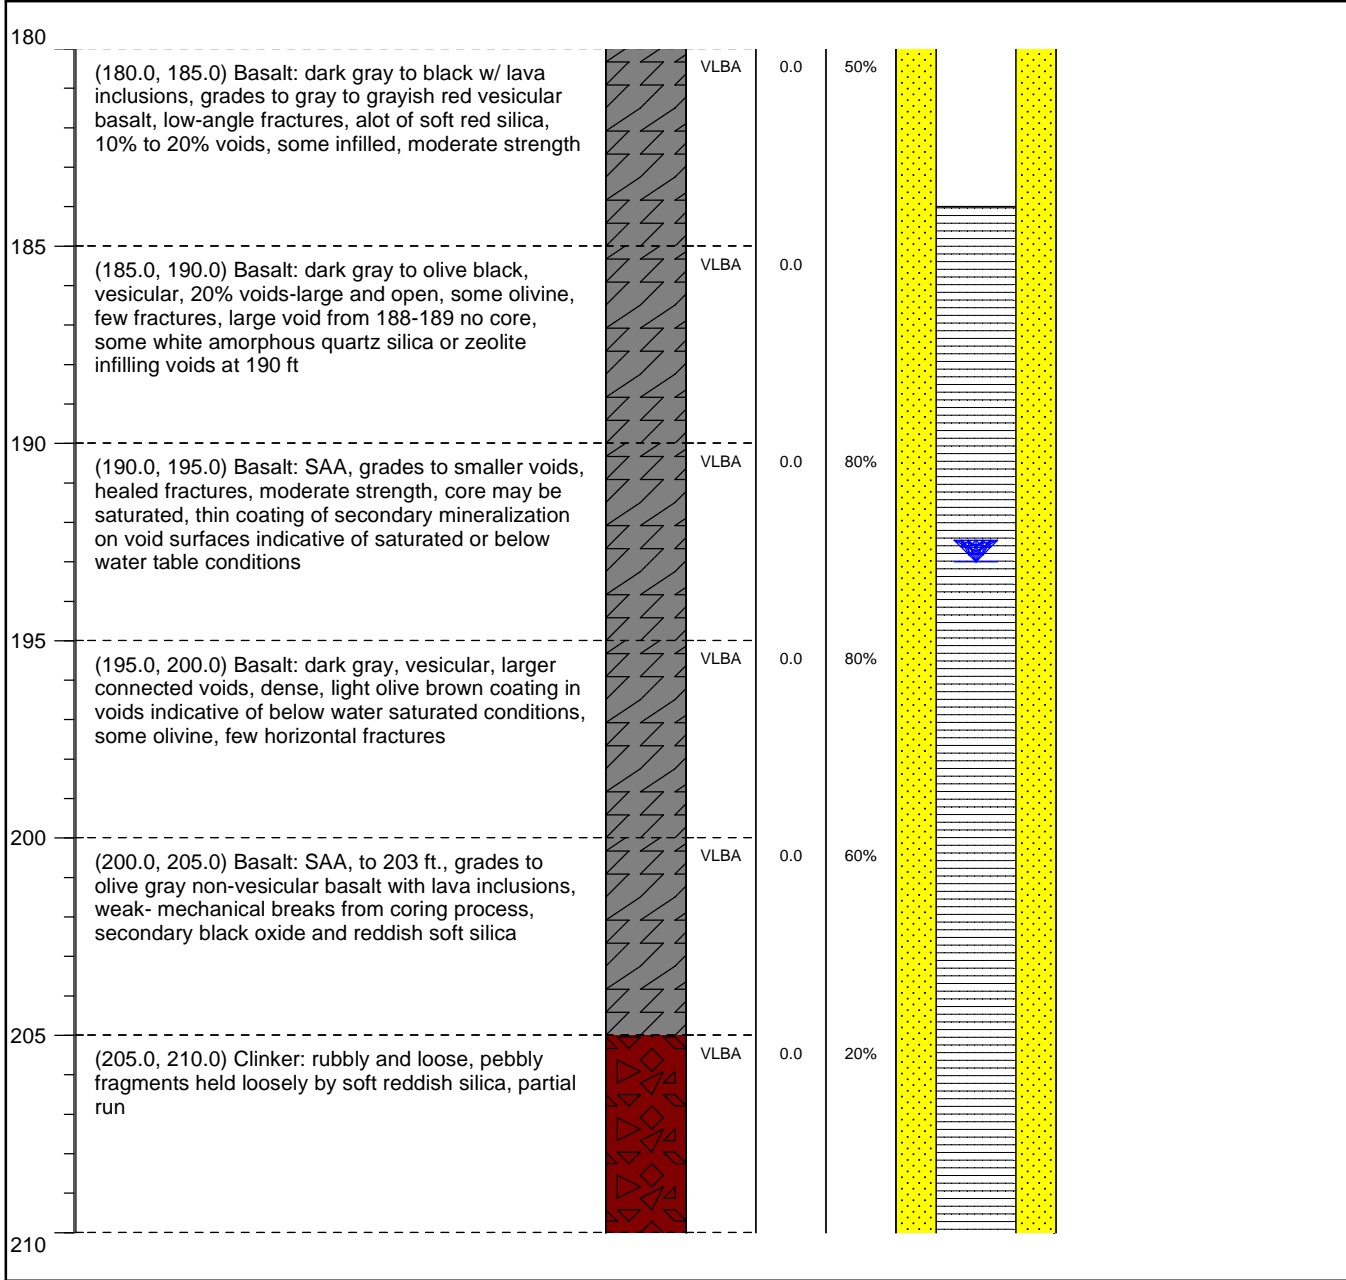 180
(180.0, 185.0) Basalt: dark gray to black w/ lava
inclusions, grades to gray to grayish red vesicular
basalt, low-angle fractures, alot of soft red silica,
10% to 20% voids, some infilled, moderate strength
VLBA 0.0 50%
185
(185.0, 190.0) Basalt: dark gray to olive black,
vesicular, 20% voids-large and open, some olivine,
few fractures, large void from 188-189 no core,
some white amorphous quartz silica or zeolite
infilling voids at 190 ft
VLBA 0.0
190
(190.0, 195.0) Basalt: SAA, grades to smaller voids,
healed fractures, moderate strength, core may be
saturated, thin coating of secondary mineralization
on void surfaces indicative of saturated or below
water table conditions
VLBA 0.0 80%
195
(195.0, 200.0) Basalt: dark gray, vesicular, larger
connected voids, dense, light olive brown coating in
voids indicative of below water saturated conditions,
some olivine, few horizontal fractures
VLBA 0.0 80%
200
(200.0, 205.0) Basalt: SAA, to 203 ft., grades to
olive gray non-vesicular basalt with lava inclusions,
weak- mechanical breaks from coring process,
secondary black oxide and reddish soft silica
VLBA 0.0 60%
205
(205.0, 210.0) Clinker: rubbly and loose, pebbly
fragments held loosely by soft reddish silica, partial
run
VLBA 0.0 20%
210